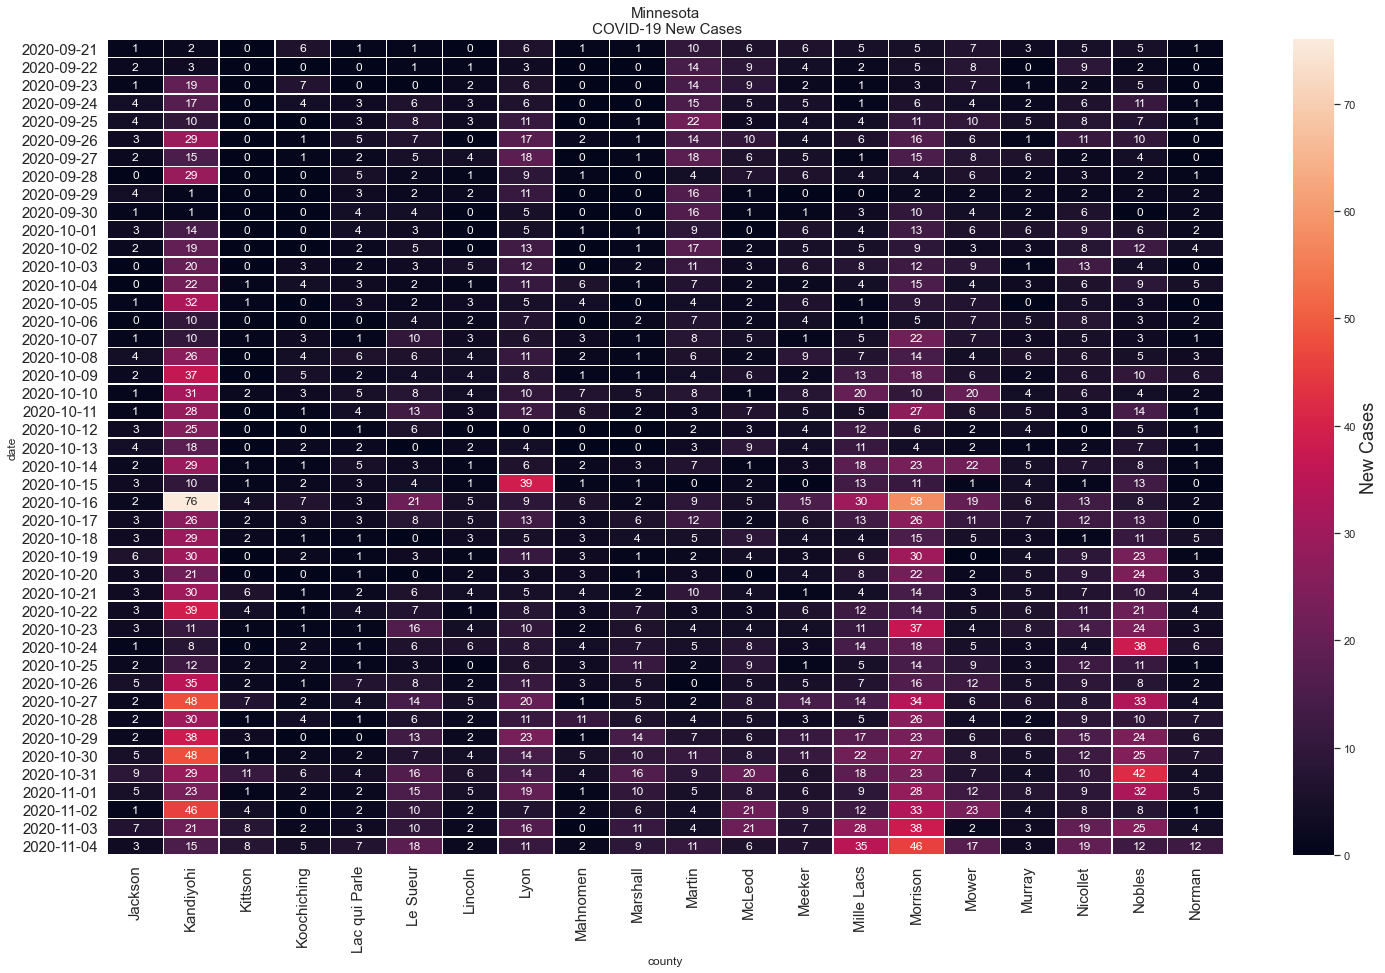 Minnesota
COVID-19 New Cases
2020-09-21 1 2 0 6 1 1 0 6 1 1 10 6 6 5 5 7 3 5 5 1
2020-09-22 2 3 0 0 0 1 1 3 0 0 14 9 4 2 5 8 0 9 2 0
2020-09-23 1 19 0 7 0 0 2 6 0 0 14 9 2 1 3 7 1 2 5 0
2020-09-24 4 17 0 4 3 6 3 6 0 0 15 5 5 1 6 4 2 6 11 1
2020-09-25 4 10 0 0 3 8 3 11 0 1 22 3 4 4 11 10 5 8 7 1
2020-09-26 3 29 0 1 5 7 0 17 2 1 14 10 4 6 16 6 1 11 10 0
2020-09-27 2 15 0 1 2 5 4 18 0 1 18 6 5 1 15 8 6 2 4 0
2020-09-28 0 29 0 0 5 2 1 9 1 0 4 7 6 4 4 6 2 3 2 1
2020-09-29 4 1 0 0 3 2 2 11 0 0 16 1 0 0 2 2 2 2 2 2
2020-09-30 1 1 0 0 4 4 0 5 0 0 16 1 1 3 10 4 2 6 0 2
2020-10-01 3 14 0 0 4 3 0 5 1 1 9 0 6 4 13 6 6 9 6 2
2020-10-02 2 19 0 0 2 5 0 13 0 1 17 2 5 5 9 3 3 8 12 4
2020-10-03 0 20 0 3 2 3 5 12 0 2 11 3 6 8 12 9 1 13 4 0
2020-10-04 0 22 1 4 3 2 1 11 6 1 7 2 2 4 15 4 3 6 9 5
2020-10-05 1 32 1 0 3 2 3 5 4 0 4 2 6 1 9 7 0 5 3 0
2020-10-06 0 10 0 0 0 4 2 7 0 2 7 2 4 1 5 7 5 8 3 2
2020-10-07 1 10 1 3 1 10 3 6 3 1 8 5 1 5 22 7 3 5 3 1
2020-10-08 4 26 0 4 6 6 4 11 2 1 6 2 9 7 14 4 6 6 5 3
2020-10-09 2 37 0 5 2 4 4 8 1 1 4 6 2 13 18 6 2 6 10 6
2020-10-10 1 31 2 3 5 8 4 10 7 5 8 1 8 20 10 20 4 6 4 2
2020-10-11 1 28 0 1 4 13 3 12 6 2 3 7 5 5 27 6 5 3 14 1
2020-10-12 3 25 0 0 1 6 0 0 0 0 2 3 4 12 6 2 4 0 5 1
2020-10-13 4 18 0 2 2 0 2 4 0 0 3 9 4 11 4 2 1 2 7 1
2020-10-14 2 29 1 1 5 3 1 6 2 3 7 1 3 18 23 22 5 7 8 1
2020-10-15 3 10 1 2 3 4 1 39 1 1 0 2 0 13 11 1 4 1 13 0
2020-10-16 2 76 4 7 3 21 5 9 6 2 9 5 15 30 58 19 6 13 8 2
2020-10-17 3 26 2 3 3 8 5 13 3 6 12 2 6 13 26 11 7 12 13 0
2020-10-18 3 29 2 1 1 0 3 5 3 4 5 9 4 4 15 5 3 1 11 5
2020-10-19 6 30 0 2 1 3 1 11 3 1 2 4 3 6 30 0 4 9 23 1
2020-10-20 3 21 0 0 1 0 2 3 3 1 3 0 4 8 22 2 5 9 24 3
2020-10-21 3 30 6 1 2 6 4 5 4 2 10 4 1 4 14 3 5 7 10 4
2020-10-22 3 39 4 1 4 7 1 8 3 7 3 3 6 12 14 5 6 11 21 4
2020-10-23 3 11 1 1 1 16 4 10 2 6 4 4 4 11 37 4 8 14 24 3
2020-10-24 1 8 0 2 1 6 6 8 4 7 5 8 3 14 18 5 3 4 38 6
2020-10-25 2 12 2 2 1 3 0 6 3 11 2 9 1 5 14 9 3 12 11 1
2020-10-26 5 35 2 1 7 8 2 11 3 5 0 5 5 7 16 12 5 9 8 2
2020-10-27 2 48 7 2 4 14 5 20 1 5 2 8 14 14 34 6 6 8 33 4
2020-10-28 2 30 1 4 1 6 2 11 11 6 4 5 3 5 26 4 2 9 10 7
2020-10-29 2 38 3 0 0 13 2 23 1 14 7 6 11 17 23 6 6 15 24 6
2020-10-30 5 48 1 2 2 7 4 14 5 10 11 8 11 22 27 8 5 12 25 7
2020-10-31 9 29 11 6 4 16 6 14 4 16 9 20 6 18 23 7 4 10 42 4
2020-11-01 5 23 1 2 2 15 5 19 1 10 5 8 6 9 28 12 8 9 32 5
2020-11-02 1 46 4 0 2 10 2 7 2 6 4 21 9 12 33 23 4 8 8 1
2020-11-03 7 21 8 2 3 10 2 16 0 11 4 21 7 28 38 2 3 19 25 4
2020-11-04 3 15 8 5 7 18 2 11 2 9 11 6 7 35 46 17 3 19 12 12
date
Jackson Kandiyohi Kittson Koochiching Lac qui Parle Le Sueur Lincoln Lyon Mahnomen Marshall Martin McLeod Meeker Mille Lacs Morrison Mower Murray Nicollet Nobles Norman
county
70
60
50
40
30
20
10
0
New Cases